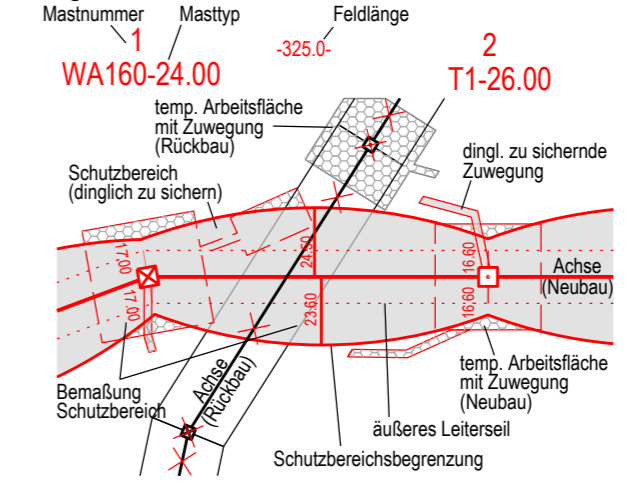 Mastnummer
Masttyp
Feldlänge
1
WA160-24.00
-325.0-
2
T1-26.00
temp. Arbeitsfläche
mit Zuwegung
(Rückbau)
dingl. zu sichernde
Zuwegung
Schutzbereich
(dinglich zu sichern)
17.00
17.00
24.50
23.60
16.60
16.60
Achse
(Neubau)
Achse
(Rückbau)
Bemaßung
Schutzbereich
temp. Arbeitsfläche
mit Zuwegung
(Neubau)
äußeres Leiterseil
Schutzbereichsbegrenzung